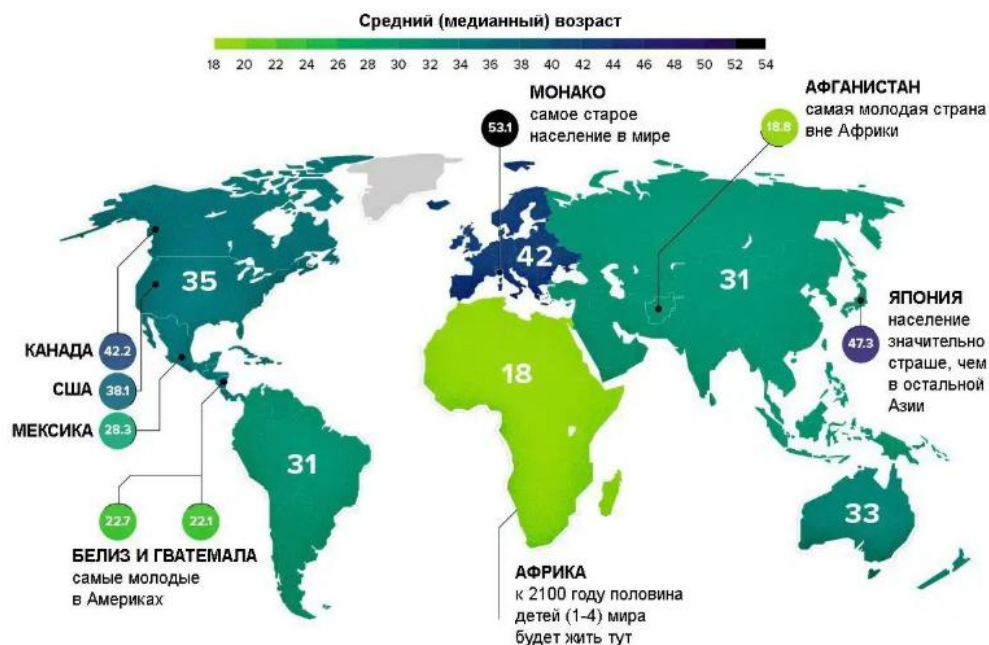 Средний (медианный) возраст
18 20 22 24 26 28 30 32 34 36 38 40 42 44 46 48 50 52 54
МОНАКО
самое старое
население в мире
53.1
АФГАНИСТАН
самая молодая страна
вне Африки
18.8
35
42
31
18
31
33
КАНАДА
42.2
США
38.1
МЕКСИКА
28.3
ЯПОНИЯ
население
значительно
страше, чем
в остальной
Азии
47.3
22.7
22.1
БЕЛИЗ И ГВАТЕМАЛА
самые молодые
в Америках
АФРИКА
к 2100 году половина
детей (1-4) мира
будет жить тут